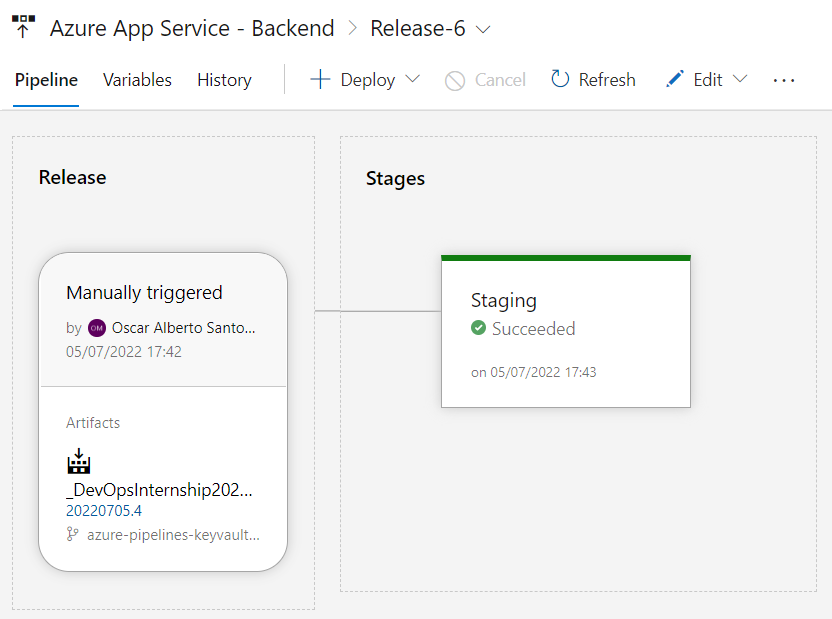 Azure App Service - Backend > Release-6
Pipeline Variables History Deploy Cancel Refresh Edit ...
Release
Stages
Manually triggered
by OM Oscar Alberto Santo...
05/07/2022 17:42
Artifacts
_DevOpsInternship202...
20220705.4
azure-pipelines-keyvault...
Staging
Succeeded
on 05/07/2022 17:43